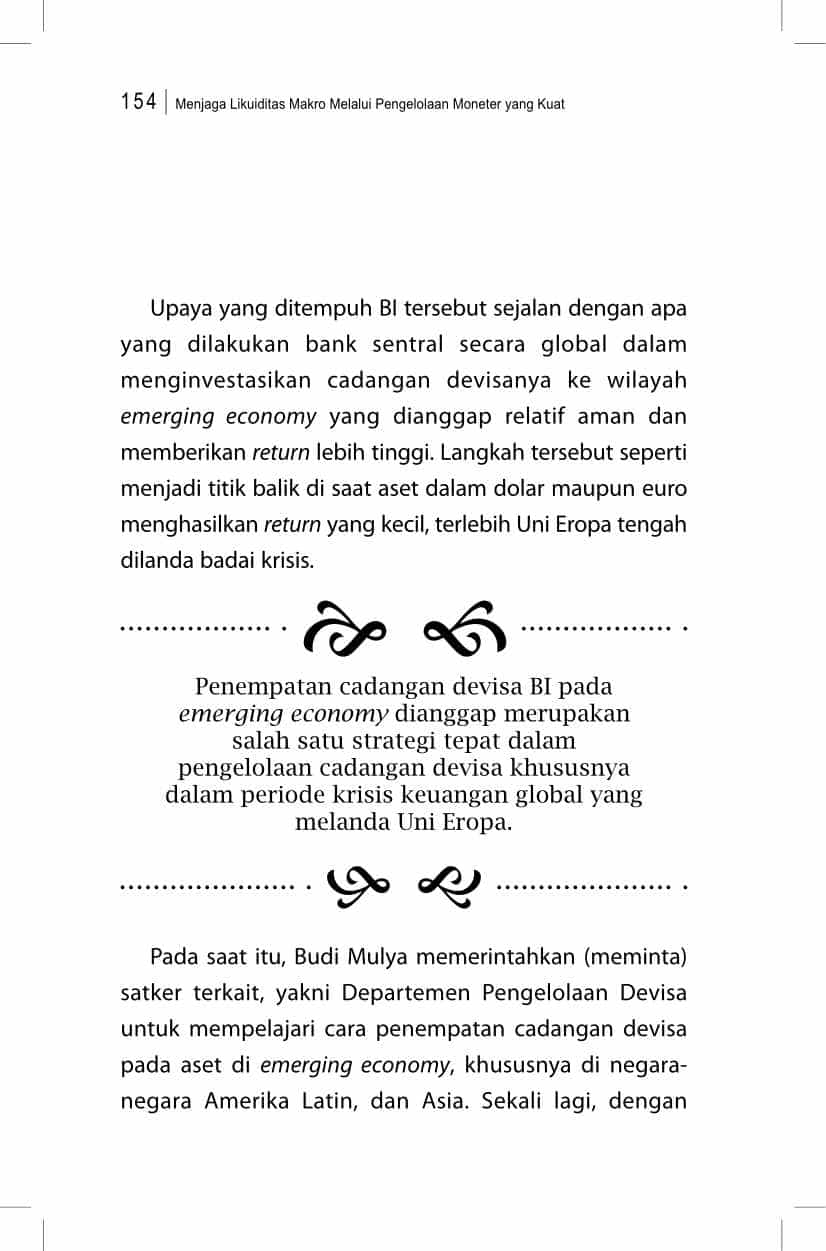 154 | Menjaga Likuiditas Makro Melalui Pengelolaan Moneter yang Kuat
Upaya yang ditempuh BI tersebut sejalan dengan apa
yang dilakukan bank sentral secara global dalam
menginvestasikan cadangan devisanya ke wilayah
emerging economy yang dianggap relatif aman dan
memberikan return lebih tinggi. Langkah tersebut seperti
menjadi titik balik di saat aset dalam dolar maupun euro
menghasilkan return yang kecil, terlebih Uni Eropa tengah
dilanda badai krisis.
Penempatan cadangan devisa BI pada
emerging economy dianggap merupakan
salah satu strategi tepat dalam
pengelolaan cadangan devisa khususnya
dalam periode krisis keuangan global yang
melanda Uni Eropa.
Pada saat itu, Budi Mulya memerintahkan (meminta)
satker terkait, yakni Departemen Pengelolaan Devisa
untuk mempelajari cara penempatan cadangan devisa
pada aset di emerging economy, khususnya di negara-
negara Amerika Latin, dan Asia. Sekali lagi, dengan